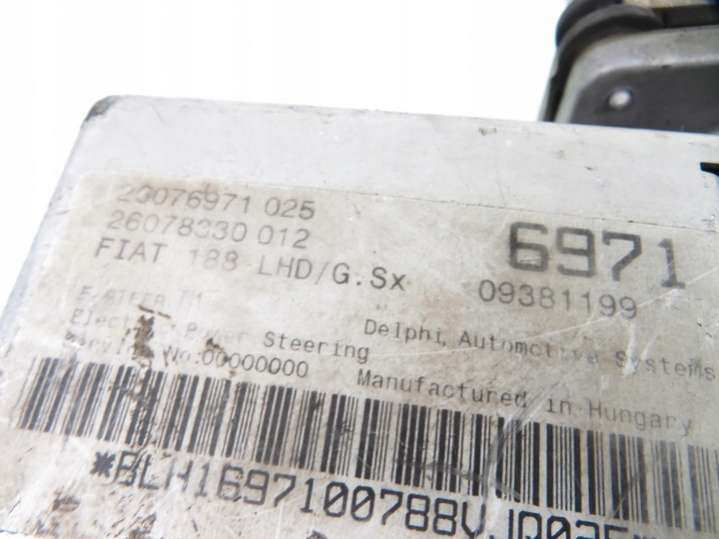 26076971 025
26078330 012
FIAT 188 LHD/G.Sx
6971
09381199
Electric Power Steering
Service No:00000000
Delphi, Automotive Systems
Manufactured in Hungary